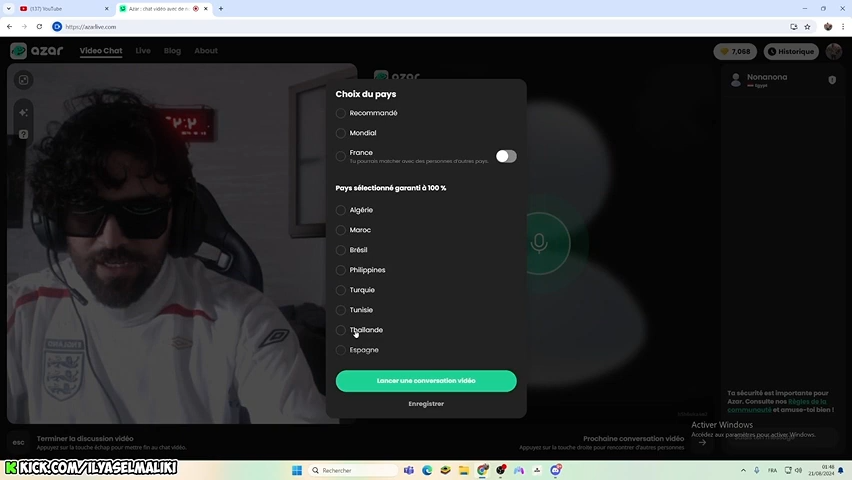 (137) YouTube
Azar : chat vidéo avec de n
https://azarlive.com
azar
Video Chat
Live
Blog
About
7,068
Historique
azar
Nonanona
Egypt
Choix du pays
Recommandé
Mondial
France
Tu pourrais matcher avec des personnes d'autres pays.
Pays sélectionné garanti à 100 %
Algérie
Maroc
Brésil
Philippines
Turquie
Tunisie
Thaïlande
Espagne
Lancer une conversation vidéo
Enregistrer
ENGLAND
Ta sécurité est important pour
Azar. Consulte nos Règles de la
communauté et amuse-toi bien !
Activer Windows
Accédez aux paramètres pour activer Windows.
esc
Terminer la discussion vidéo
Appuyez sur la touche échap pour mettre fin au chat vidéo.
Prochaine conversation vidéo
Appuyez sur la touche droite pour rencontrer d'autres personnes
KICK.COM/ILYASELMALIKI
Rechercher
FRA
01:48
21/08/2024